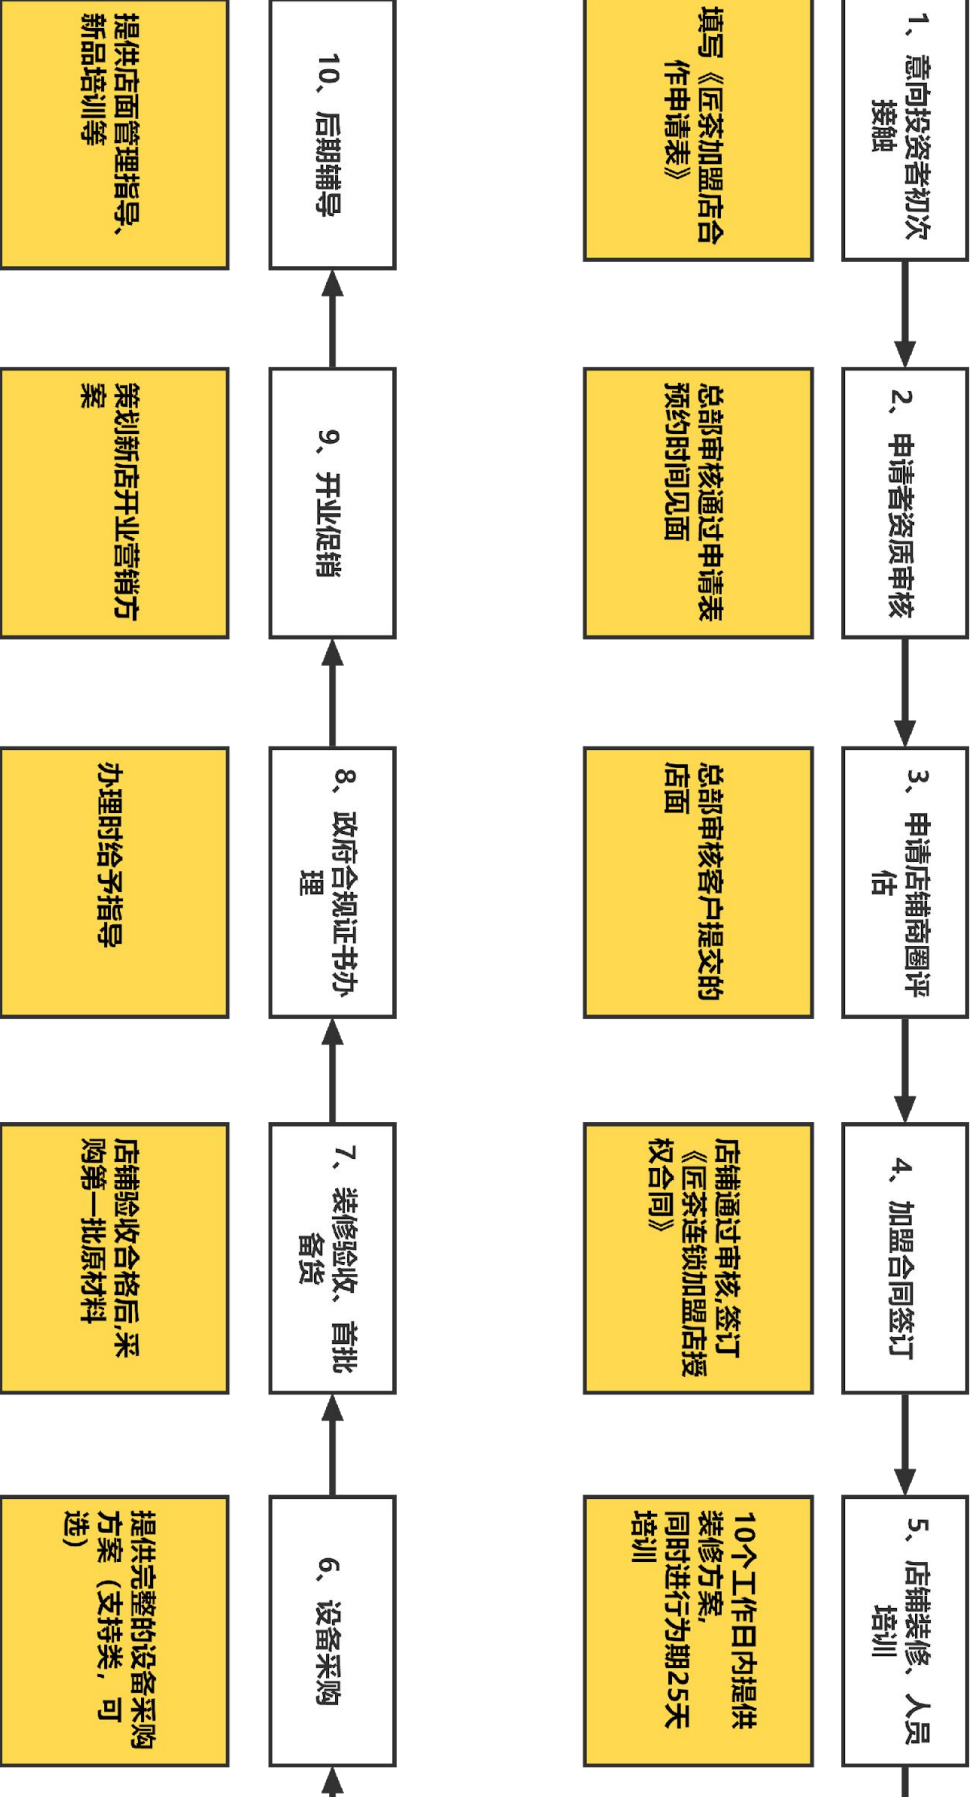 1、意向投资者初次
接触
填写《匠茶加盟店合
作申请表》
2、申请者资质审核
总部审核通过申请表
预约时间见面
3、申请店铺商圈评
估
总部审核客户提交的
店面
4、加盟合同签订
店铺通过审核,签订
《匠茶连锁加盟店授
权合同》
5、店铺装修、人员
培训
10个工作日内提供
装修方案,
同时进行为期25天
培训
6、设备采购
提供完整的设备采购
方案（支持类，可
选）
7、装修验收、首批
备货
店铺验收合格后,采
购第一批原材料
8、政府合规证书办
理
办理时给予指导
9、开业促销
策划新店开业营销方
案
10、后期辅导
提供店面管理指导、
新品培训等